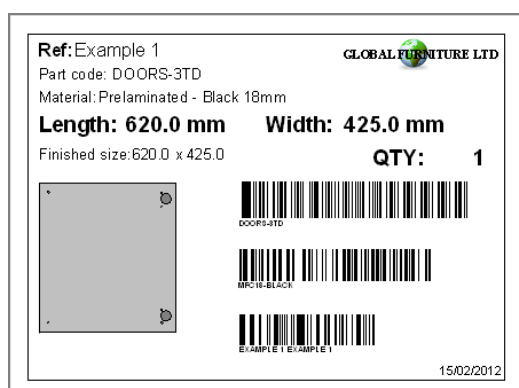 Ref: Example 1
GLOBAL FURNITURE LTD
Part code: DOORS-3TD
Material: Prelaminated - Black 18mm
Length: 620.0 mm Width: 425.0 mm
Finished size: 620.0 x 425.0
QTY: 1
DOORS-3TD
MFC18-BLACK
EXAMPLE 1 EXAMPLE 1
15/02/2012